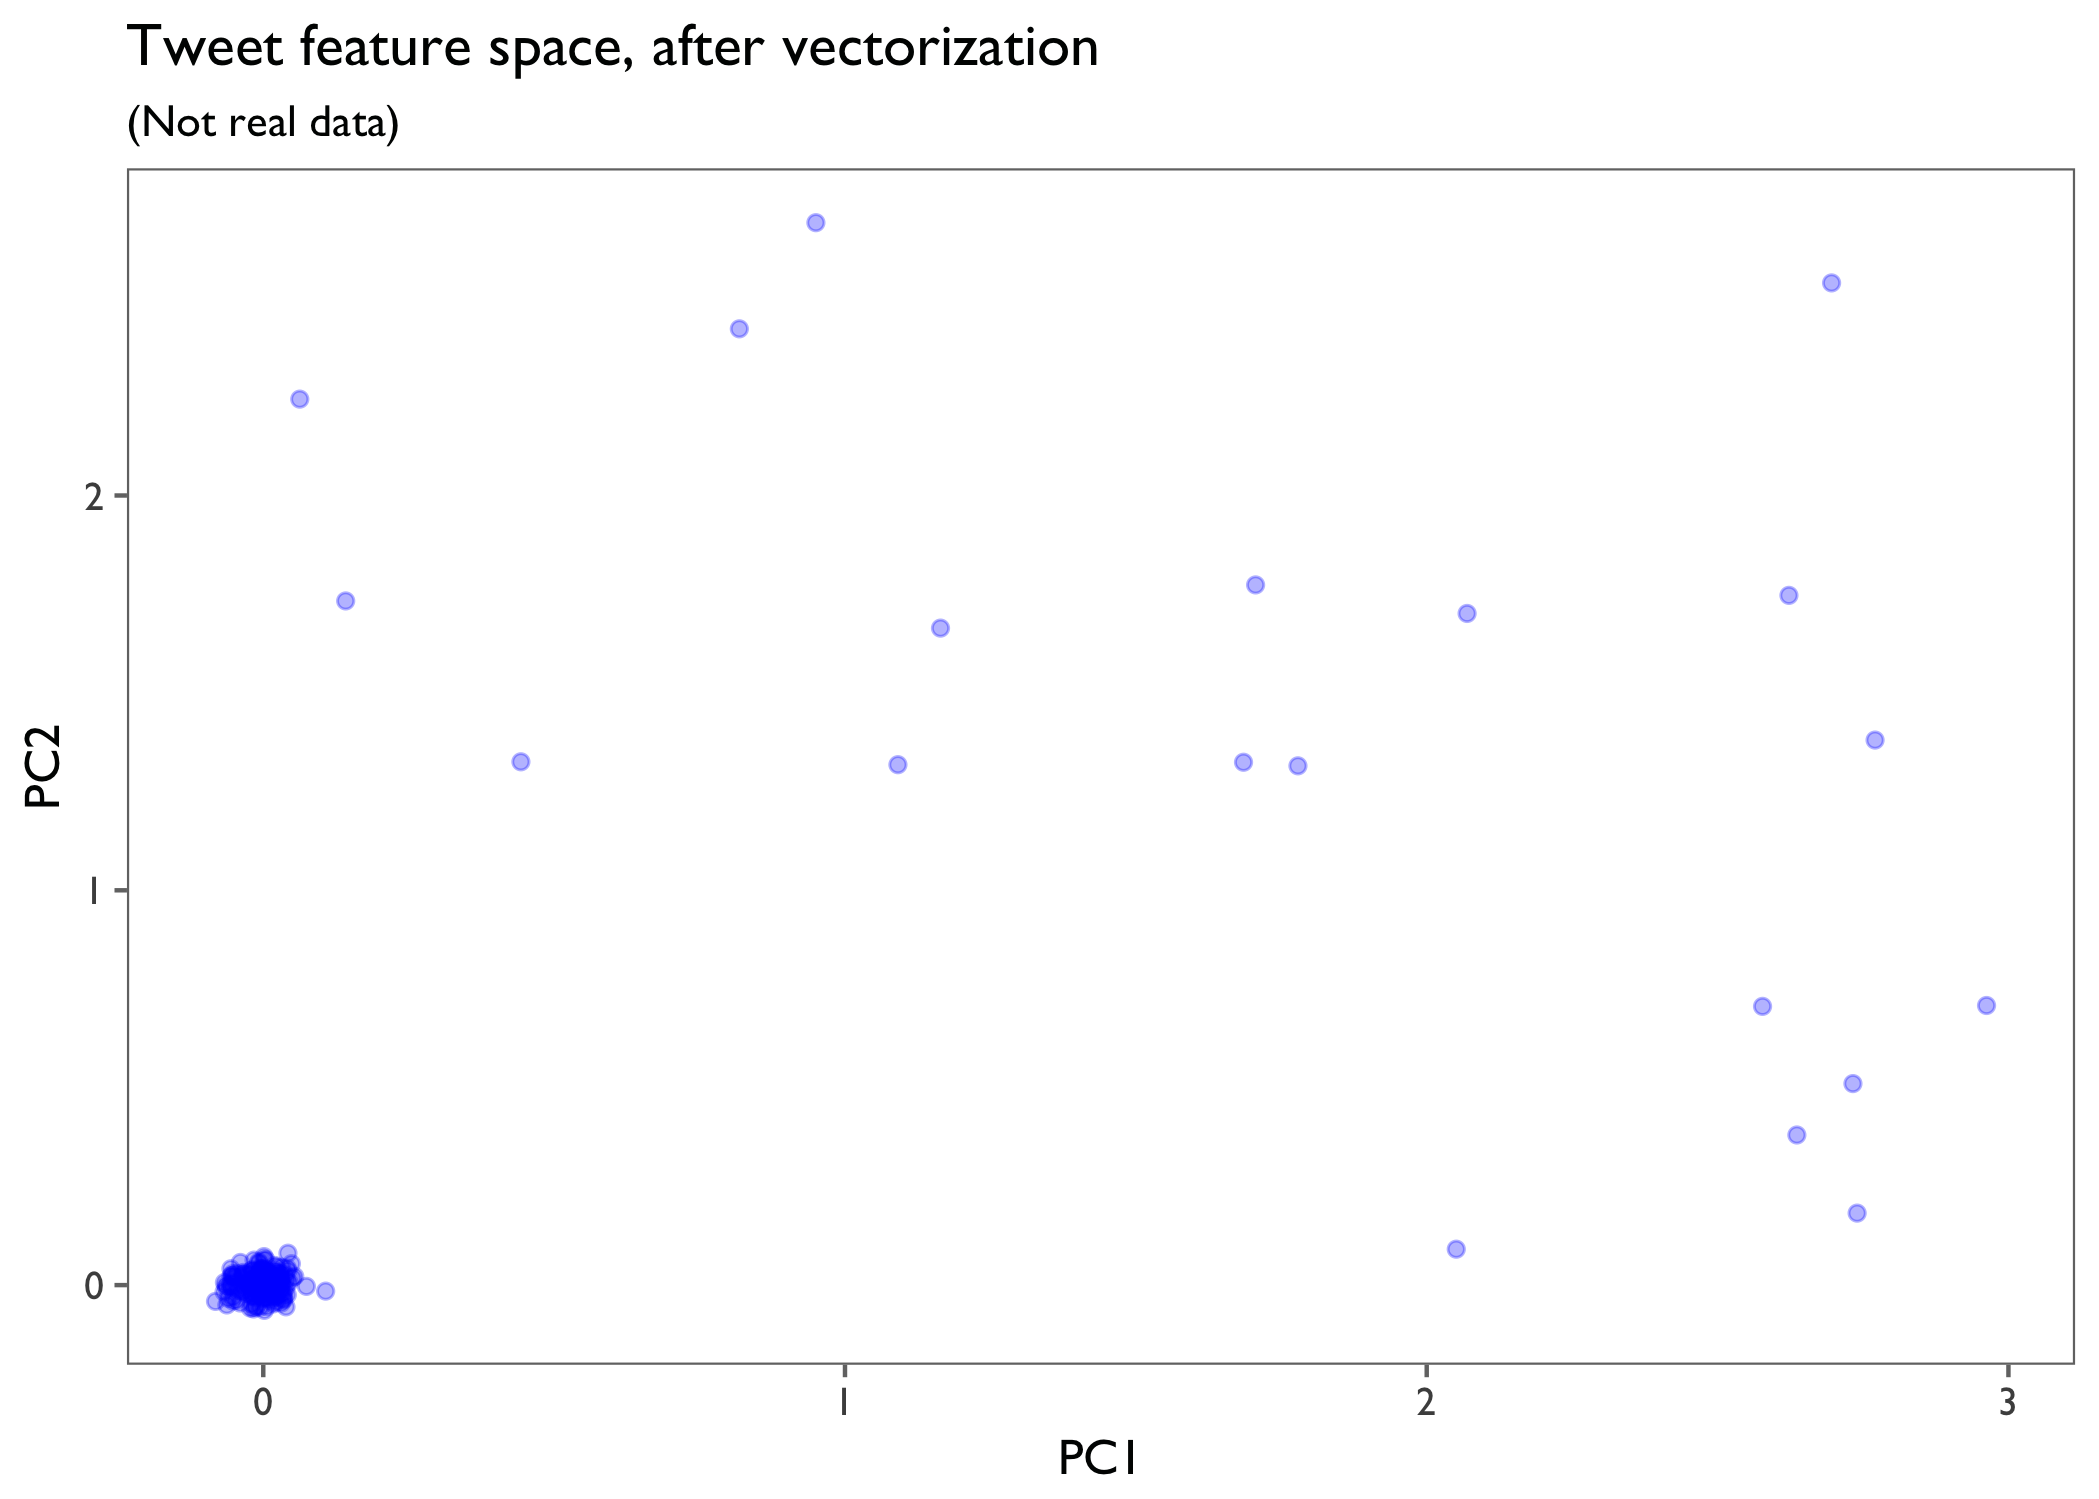 Tweet feature space, after vectorization
(Not real data)
2
1
0
PC2
0 1 2 3
PC1